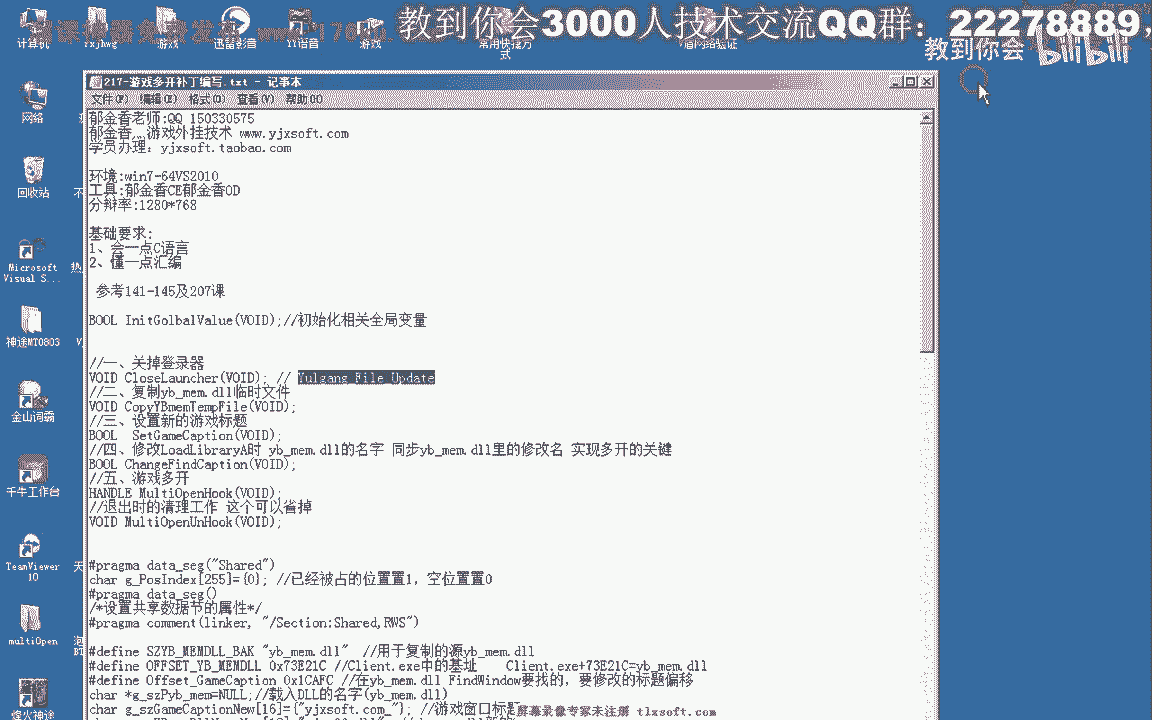 教到你会3000人技术交流QQ群：22278889,
教到你会 bilibili
计算机
rxjhwg
游戏
迅雷影音
YY语音
游戏
常用快捷方式
网络
回收站
Microsoft Visual S...
神途MT0803
金山词霸
千牛工作台
TeamViewer 10
multiOpen
烽火神途
217-游戏多开补丁编写.txt - 记事本
文件(F) 编辑(E) 格式(O) 查看(V) 帮助(H)
郁金香老师:QQ 150330575
郁金香, 游戏外挂技术 www.yjxsoft.com
学员办理: yjxsoft.taobao.com
环境:win7-64VS2010
工具:郁金香CE郁金香OD
分辩率:1280*768
基础要求:
1、会一点C语言
2、懂一点汇编
参考141-145及207课
BOOL InitGolbalValue(VOID);//初始化相关全局变量
//一、关掉登录器
VOID CloseLauncher(VOID); // Yulgang File Update
//二、复制yb_mem.dll临时文件
VOID CopyYBmemTempFile(VOID);
//三、设置新的游戏标题
BOOL  SetGameCaption(VOID);
//四、修改LoadLibraryA时 yb_mem.dll的名字 同步yb_mem.dll里的修改名 实现多开的关键
BOOL ChangeFindCaption(VOID);
//五、游戏多开
HANDLE MultiOpenHook(VOID);
//退出时的清理工作 这个可以省掉
VOID MultiOpenUnHook(VOID);
#pragma data_seg("Shared")
char g_PosIndex[255]={0}; //已经被占的位置置1，空位置置0
#pragma data_seg()
/*设置共享数据节的属性*/
#pragma comment(linker, "/Section:Shared,RWS")
#define SZYB_MEMDLL_BAK "yb_mem.dll"  //用于复制的源yb_mem.dll
#define OFFSET_YB_MEMDLL 0x73E21C //Client.exe中的基址    Client.exe+73E21C=yb_mem.dll
#define Offset_GameCaption 0x1CAFC //在yb_mem.dll FindWindow要找的，要修改的标题偏移
char *g_szPyb_mem=NULL;//载入DLL的名字(yb_mem.dll)
char g_szGameCaptionNew[16]={"yjxsoft.com_"}; //游戏窗口标题
屏幕录像专家未注册 tlxsoft.com